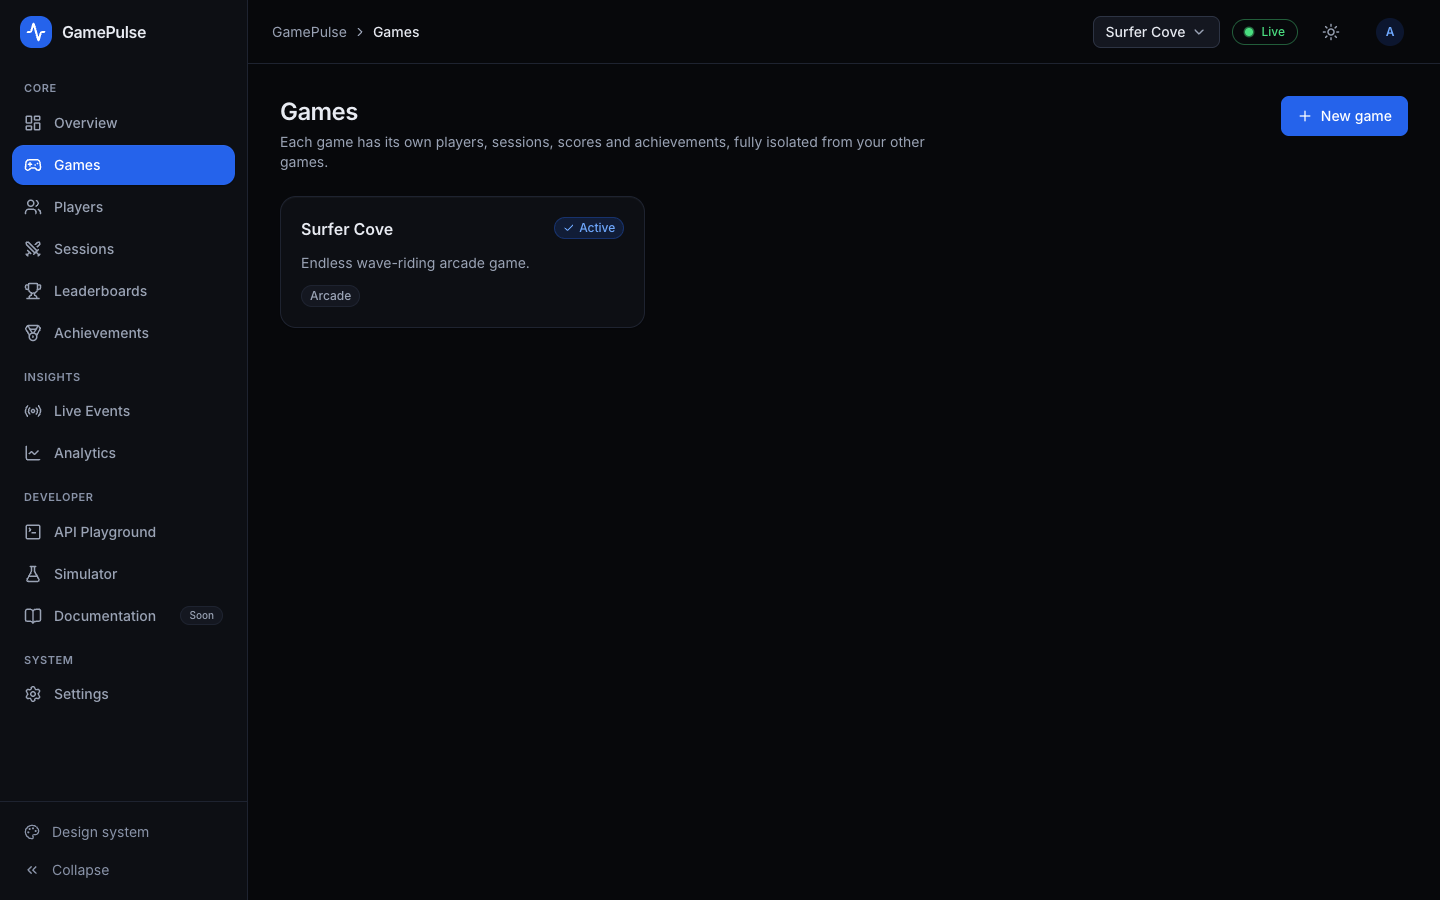 GamePulse
CORE
Overview
Games
Players
Sessions
Leaderboards
Achievements
INSIGHTS
Live Events
Analytics
DEVELOPER
API Playground
Simulator
Documentation Soon
SYSTEM
Settings
Design system
Collapse
GamePulse Games
Surfer Cove
Live
A
Games
Each game has its own players, sessions, scores and achievements, fully isolated from your other
games.
New game
Surfer Cove
Active
Endless wave-riding arcade game.
Arcade